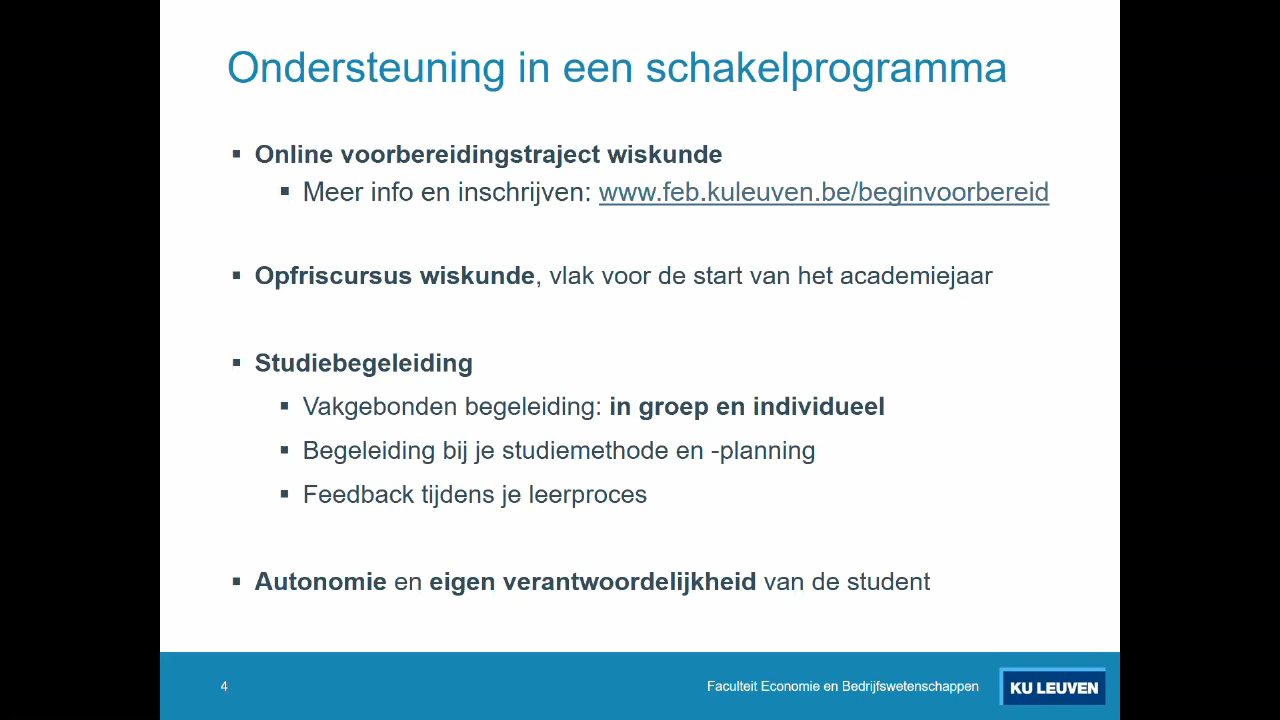 Ondersteuning in een schakelprogramma
▪ Online voorbereidingstraject wiskunde
▪ Meer info en inschrijven: www.feb.kuleuven.be/beginvoorbereid
▪ Opfriscursus wiskunde, vlak voor de start van het academiejaar
▪ Studiebegeleiding
▪ Vakgebonden begeleiding: in groep en individueel
▪ Begeleiding bij je studiemethode en -planning
▪ Feedback tijdens je leerproces
▪ Autonomie en eigen verantwoordelijkheid van de student
4
Faculteit Economie en Bedrijfswetenschappen
KU LEUVEN